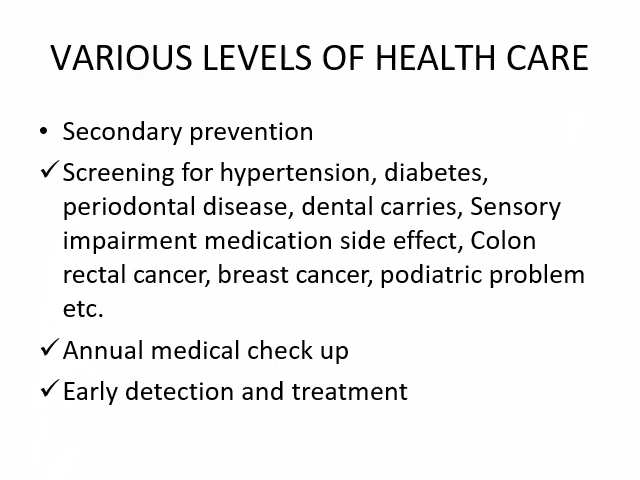 VARIOUS LEVELS OF HEALTH CARE
• Secondary prevention
✓Screening for hypertension, diabetes,
periodontal disease, dental carries, Sensory
impairment medication side effect, Colon
rectal cancer, breast cancer, podiatric problem
etc.
✓Annual medical check up
✓Early detection and treatment